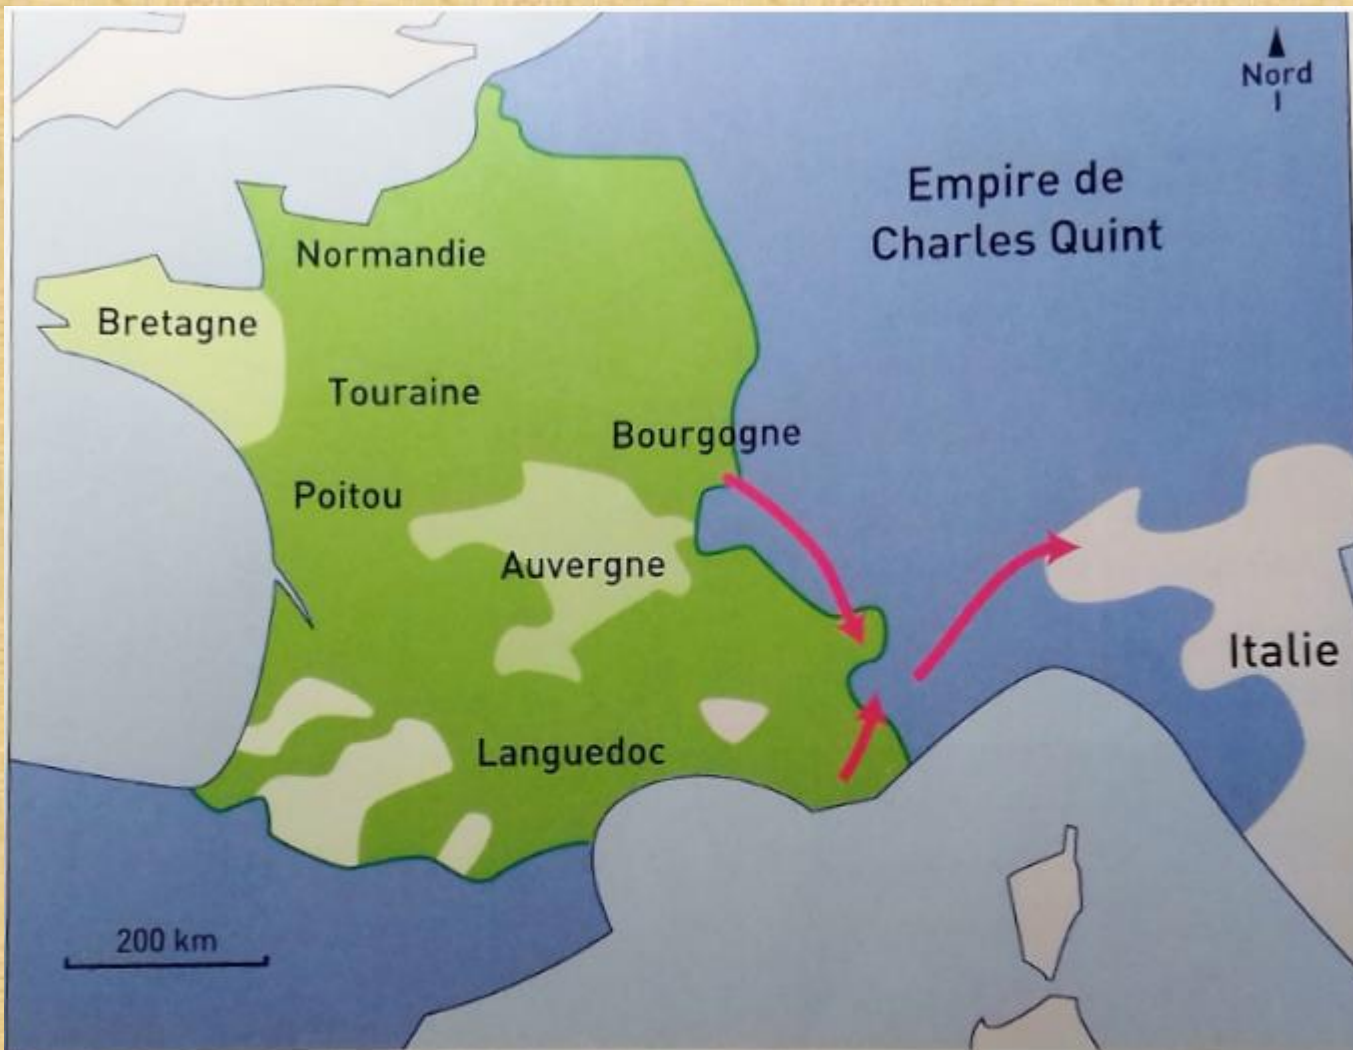 Nord
Empire de
Charles Quint
Normandie
Bretagne
Touraine
Bourgogne
Poitou
Auvergne
Italie
Languedoc
200 km